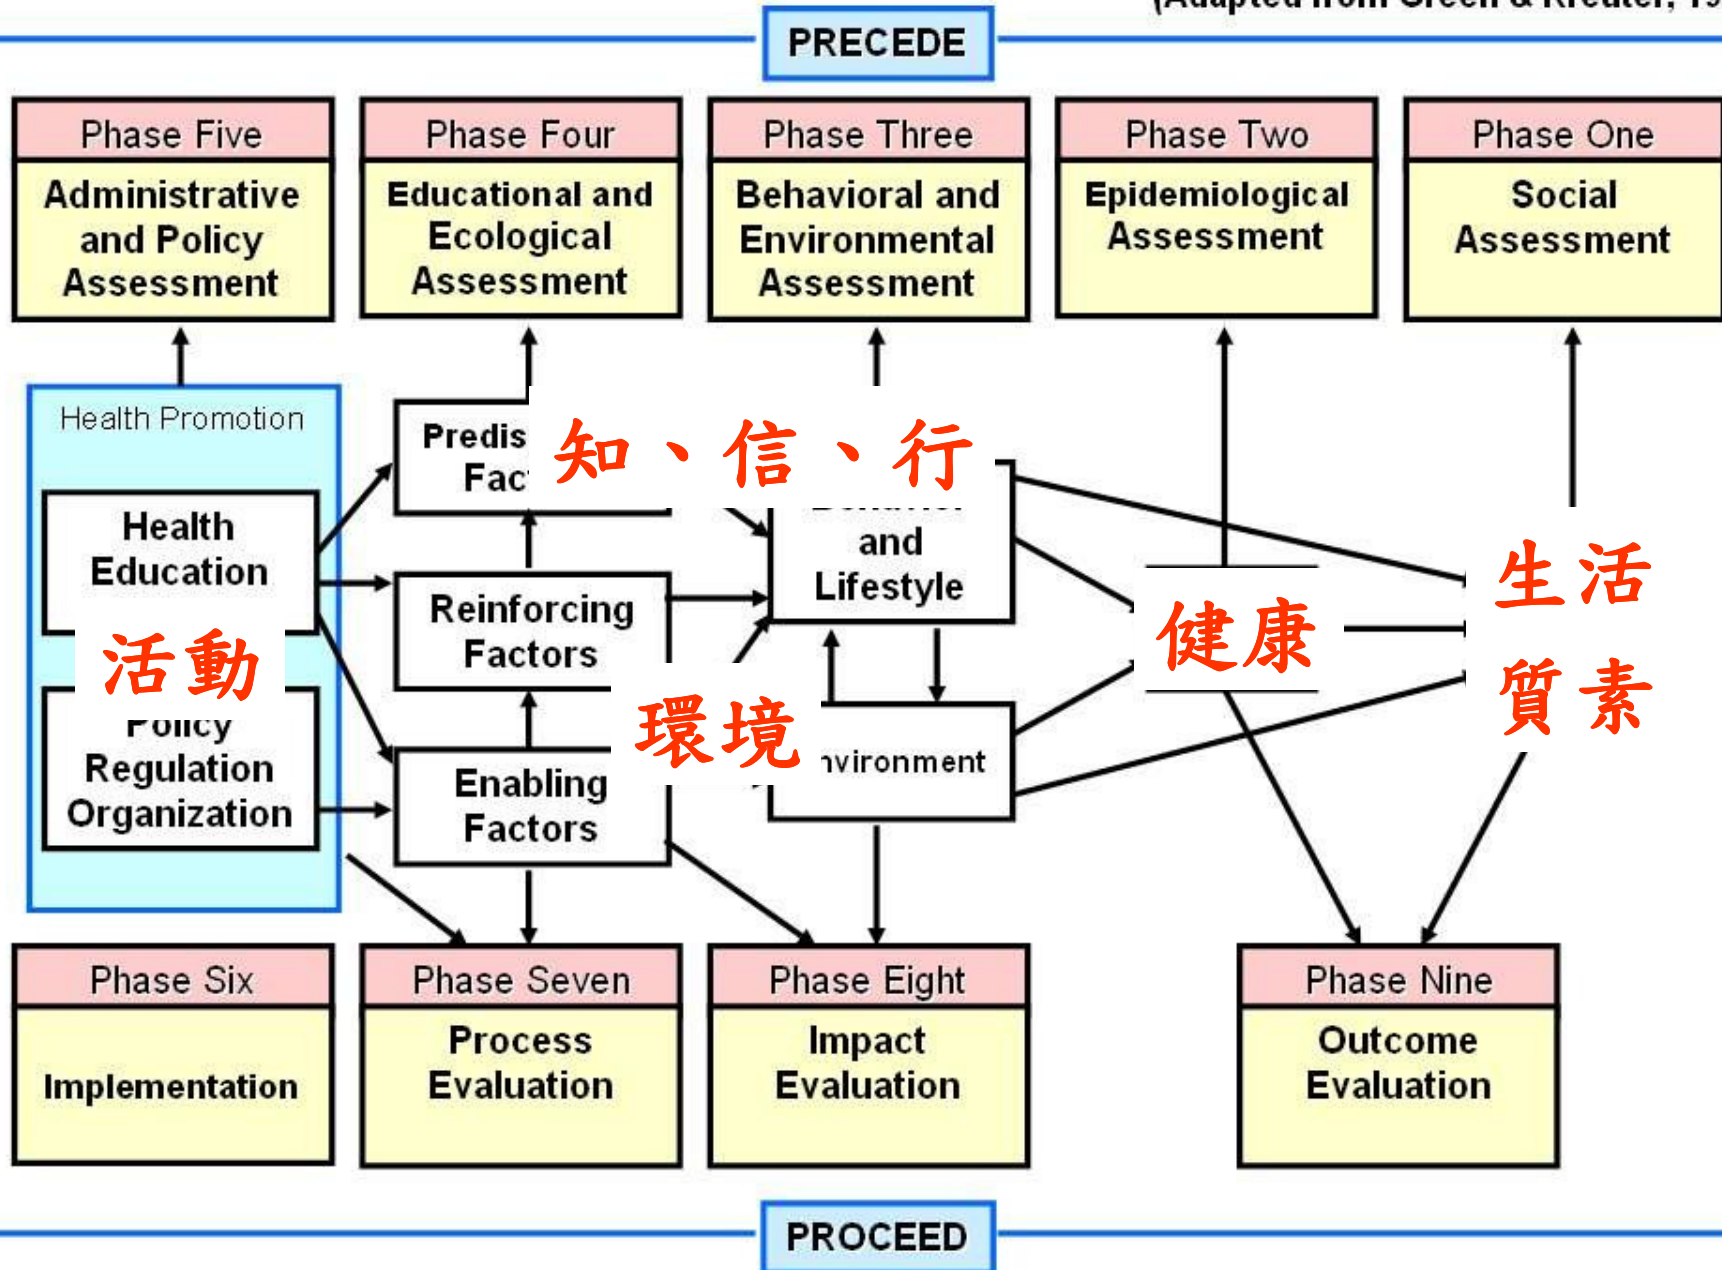 (Adapted from Green & Kreuter, 19
PRECEDE
Phase Five
Administrative
and Policy
Assessment
Phase Four
Educational and
Ecological
Assessment
Phase Three
Behavioral and
Environmental
Assessment
Phase Two
Epidemiological
Assessment
Phase One
Social
Assessment
Health Promotion
Health
Education
活動
Policy
Regulation
Organization
Predis
Fac
知、信、行
Reinforcing
Factors
Enabling
Factors
環境
and
Lifestyle
nvironment
健康
生活
質素
Phase Six
Implementation
Phase Seven
Process
Evaluation
Phase Eight
Impact
Evaluation
Phase Nine
Outcome
Evaluation
PROCEED